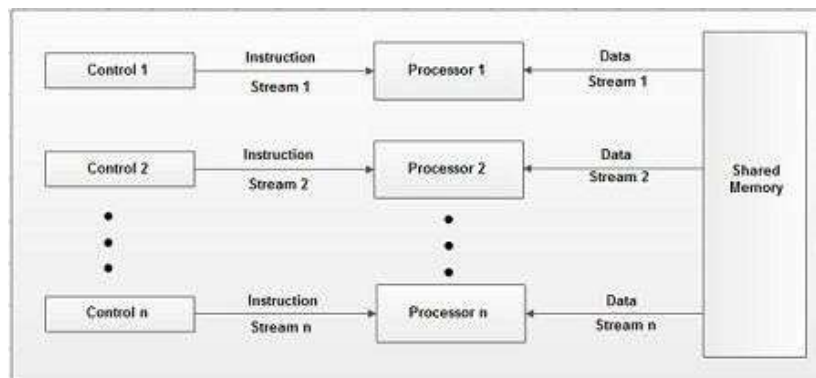 Control 1
Instruction
Stream 1
Processor 1
Data
Stream 1
Control 2
Instruction
Stream 2
Processor 2
Data
Stream 2
Shared
Memory
Control n
Instruction
Stream n
Processor n
Data
Stream n